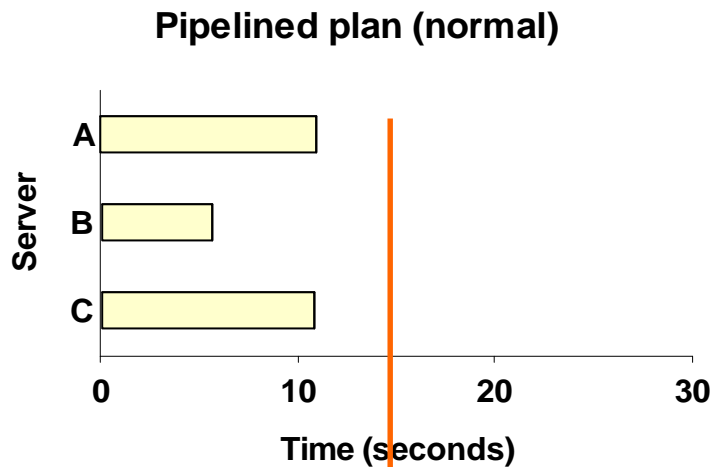 Pipelined plan (normal)
Server
A
B
C
0 10 20 30
Time (seconds)